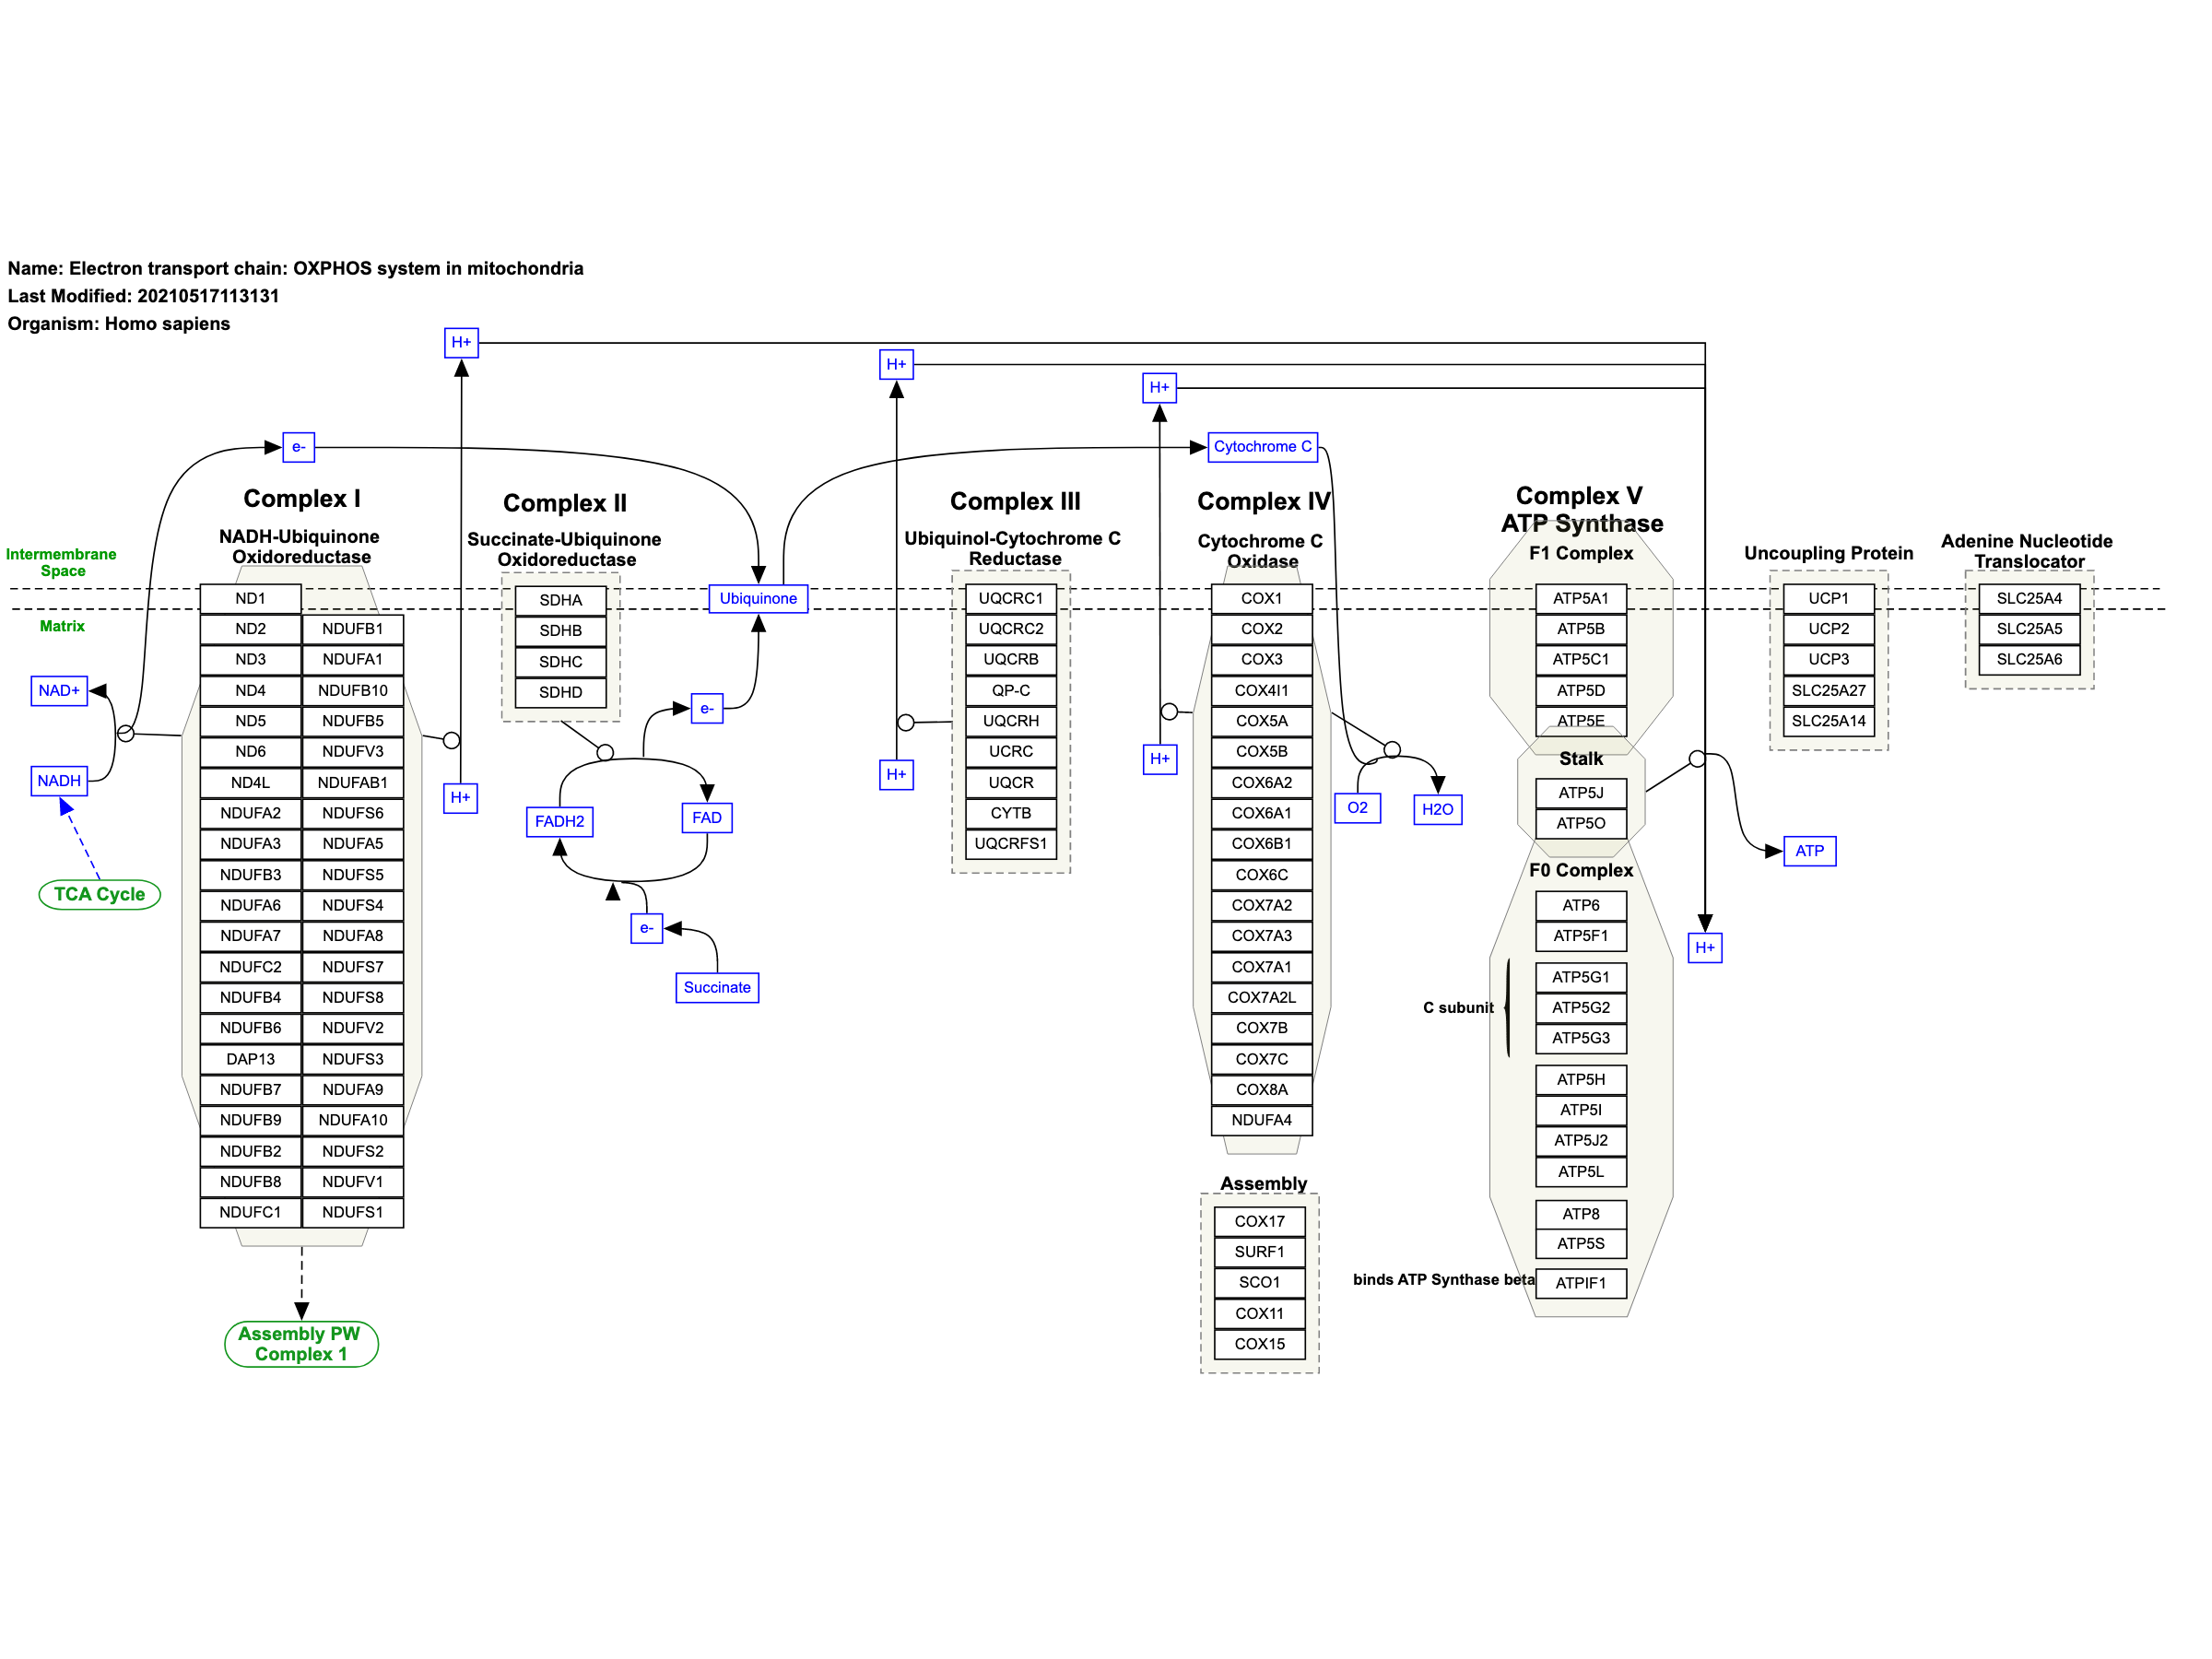 Name: Electron transport chain: OXPHOS system in mitochondria
Last Modified: 20210517113131
Organism: Homo sapiens
H+
H+
H+
e-
Cytochrome C
Complex I
NADH-Ubiquinone
Oxidoreductase
Complex II
Succinate-Ubiquinone
Oxidoreductase
Complex III
Ubiquinol-Cytochrome C
Reductase
Complex IV
Cytochrome C
Oxidase
Complex V
ATP Synthase
F1 Complex
Uncoupling Protein
Adenine Nucleotide
Translocator
Intermembrane
Space
Matrix
NAD+
NADH
TCA Cycle
ND1
ND2
ND3
ND4
ND5
ND6
ND4L
NDUFA2
NDUFA3
NDUFB3
NDUFA6
NDUFA7
NDUFC2
NDUFB4
NDUFB6
DAP13
NDUFB7
NDUFB9
NDUFB2
NDUFB8
NDUFC1
NDUFB1
NDUFA1
NDUFB10
NDUFB5
NDUFV3
NDUFAB1
NDUFS6
NDUFA5
NDUFS5
NDUFS4
NDUFA8
NDUFS7
NDUFS8
NDUFV2
NDUFS3
NDUFA9
NDUFA10
NDUFS2
NDUFV1
NDUFS1
Assembly PW
Complex 1
H+
SDHA
SDHB
SDHC
SDHD
Ubiquinone
e-
FADH2
FAD
e-
Succinate
H+
UQCRC1
UQCRC2
UQCRB
QP-C
UQCRH
UCRC
UQCR
CYTB
UQCRFS1
H+
COX1
COX2
COX3
COX4I1
COX5A
COX5B
COX6A2
COX6A1
COX6B1
COX6C
COX7A2
COX7A3
COX7A1
COX7A2L
COX7B
COX7C
COX8A
NDUFA4
Assembly
COX17
SURF1
SCO1
COX11
COX15
O2
H2O
ATP5A1
ATP5B
ATP5C1
ATP5D
ATP5E
Stalk
ATP5J
ATP5O
F0 Complex
ATP6
ATP5F1
C subunit
ATP5G1
ATP5G2
ATP5G3
ATP5H
ATP5I
ATP5J2
ATP5L
ATP8
ATP5S
binds ATP Synthase beta
ATPIF1
H+
ATP
UCP1
UCP2
UCP3
SLC25A27
SLC25A14
SLC25A4
SLC25A5
SLC25A6